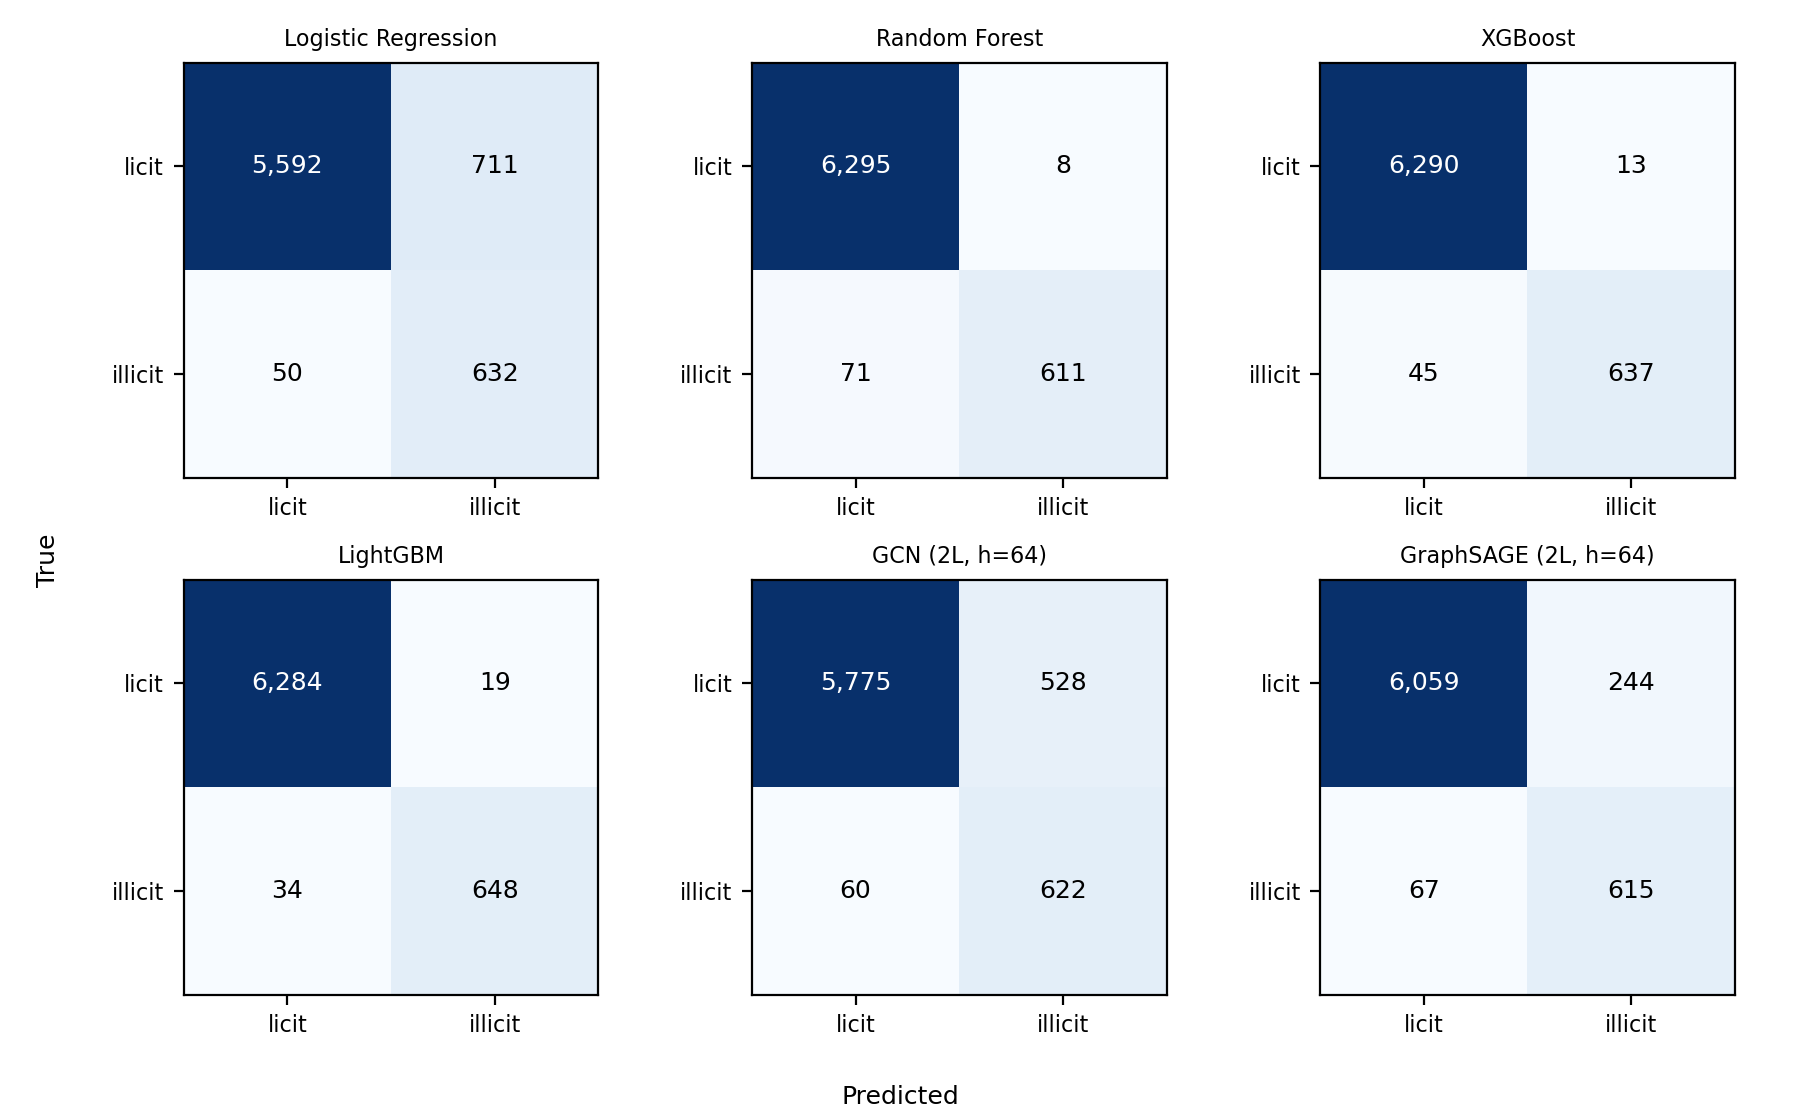 Logistic Regression
Random Forest
XGBoost
licit 5,592 711
licit 6,295 8
licit 6,290 13
illicit 50 632
illicit 71 611
illicit 45 637
licit illicit
licit illicit
licit illicit
True
LightGBM
GCN (2L, h=64)
GraphSAGE (2L, h=64)
licit 6,284 19
licit 5,775 528
licit 6,059 244
illicit 34 648
illicit 60 622
illicit 67 615
licit illicit
licit illicit
licit illicit
Predicted